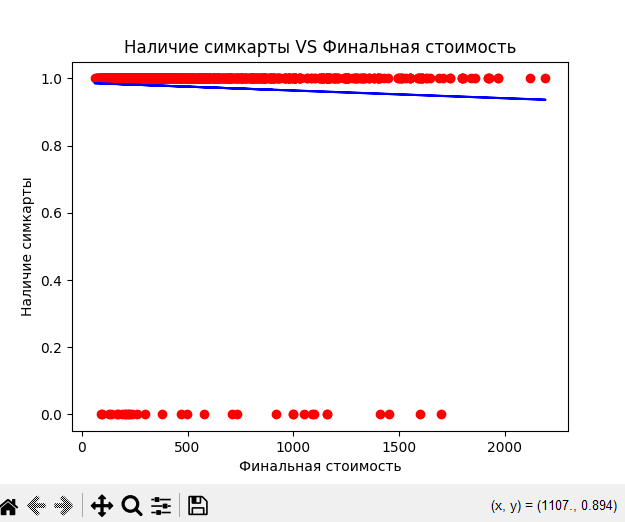 Наличие симкарты VS Финальная стоимость
1.0
0.8
0.6
0.4
0.2
0.0
Наличие симкарты
0
500
1000
1500
2000
Финальная стоимость
(x, y) = (1107., 0.894)